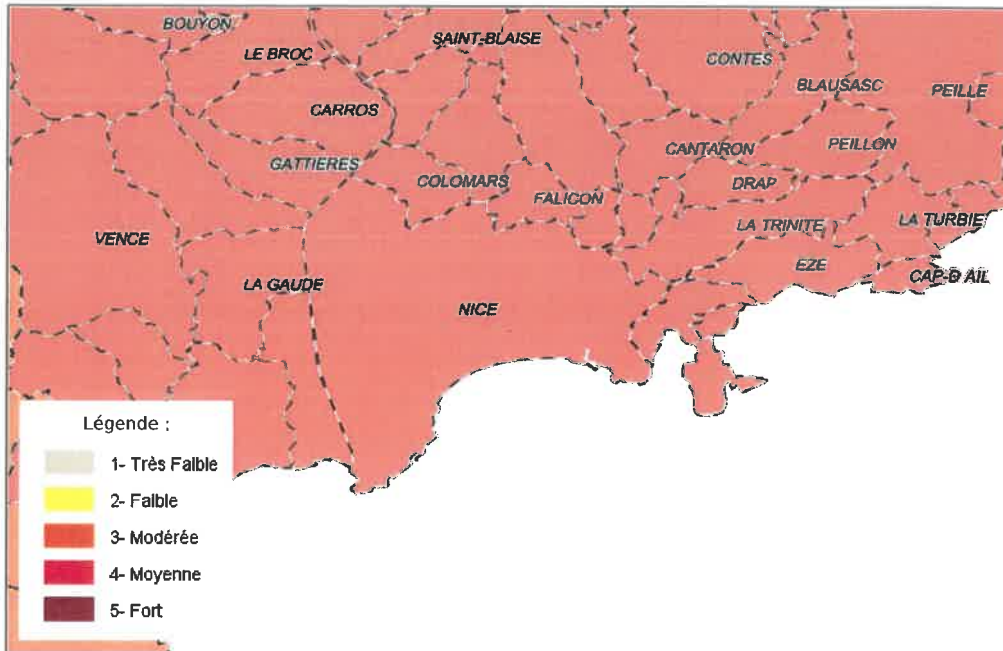 BOUYON
LE BROC
SAINT-BLAISE
CONTES
BLAUSASC
PEILLE
CARROS
CANTARON
PEILLON
GATTIERES
COLOMARS
FALICON
DRAP
LA TRINITE
LA TURBIE
VENCE
EZE
CAP-D AIL
LA GAUDE
NICE
Légende :
1- Très Faible
2- Faible
3- Modérée
4- Moyenne
5- Fort